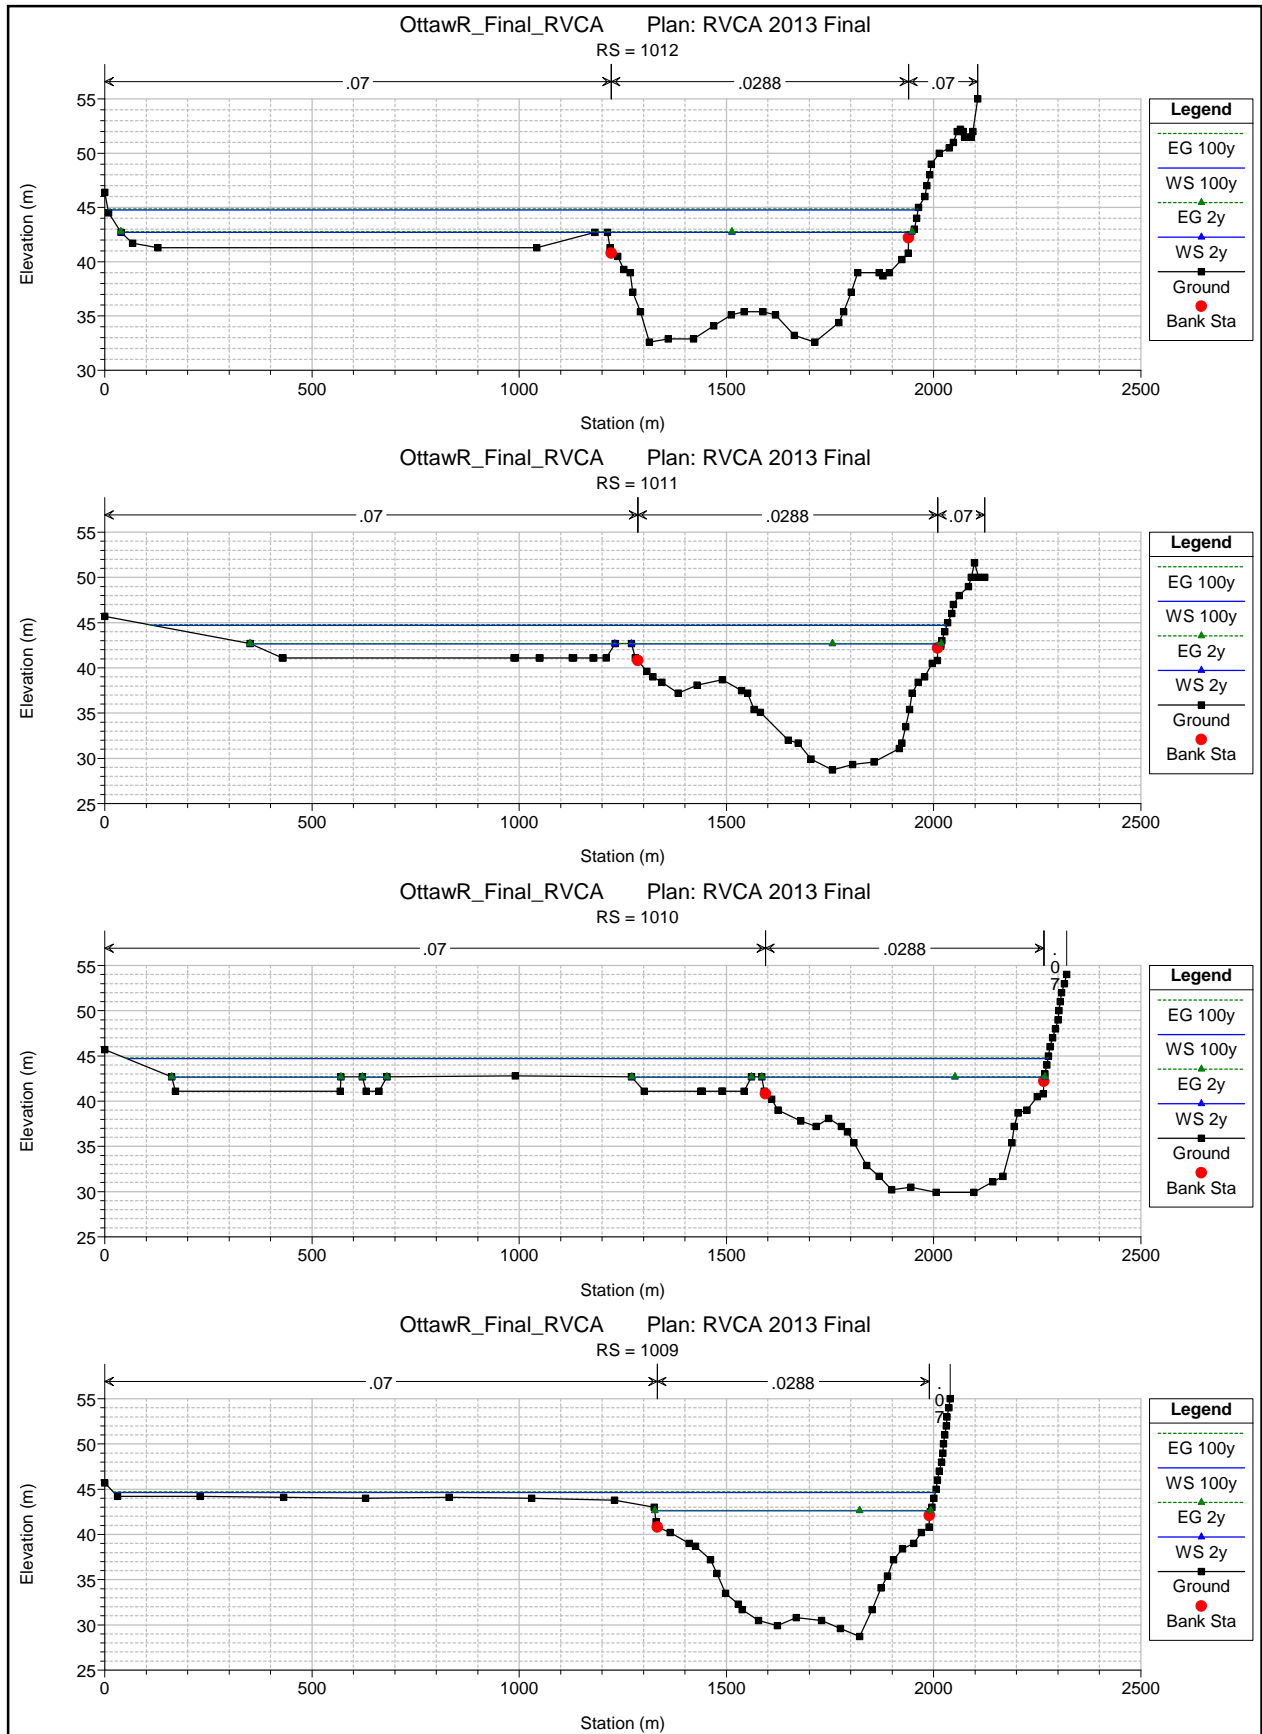 OttawR_Final_RVCA Plan: RVCA 2013 Final
RS = 1012
.07 .0288 .07
55
50
45
40
35
30
Elevation (m)
0 500 1000 1500 2000 2500
Station (m)
Legend
EG 100y
WS 100y
EG 2y
WS 2y
Ground
Bank Sta
OttawR_Final_RVCA Plan: RVCA 2013 Final
RS = 1011
.07 .0288 .07
55
50
45
40
35
30
25
Elevation (m)
0 500 1000 1500 2000 2500
Station (m)
Legend
EG 100y
WS 100y
EG 2y
WS 2y
Ground
Bank Sta
OttawR_Final_RVCA Plan: RVCA 2013 Final
RS = 1010
.07 .0288 .07
55
50
45
40
35
30
25
Elevation (m)
0 500 1000 1500 2000 2500
Station (m)
Legend
EG 100y
WS 100y
EG 2y
WS 2y
Ground
Bank Sta
OttawR_Final_RVCA Plan: RVCA 2013 Final
RS = 1009
.07 .0288 .07
55
50
45
40
35
30
25
Elevation (m)
0 500 1000 1500 2000 2500
Station (m)
Legend
EG 100y
WS 100y
EG 2y
WS 2y
Ground
Bank Sta